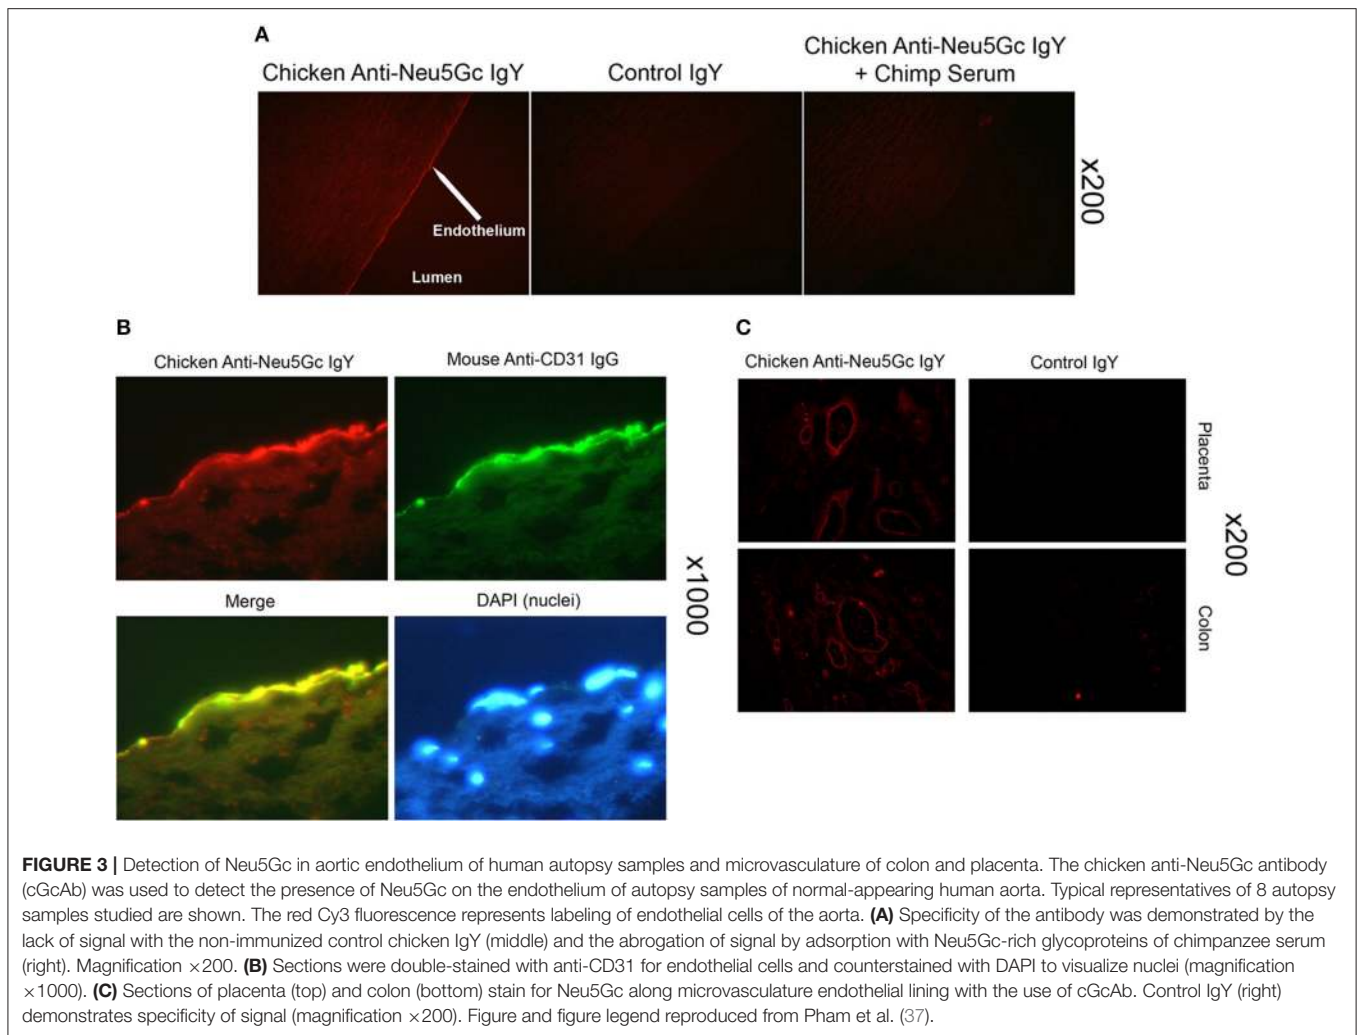 A
Chicken Anti-Neu5Gc IgY
Control IgY
Chicken Anti-Neu5Gc IgY
+ Chimp Serum
Endothelium
Lumen
x200
B
Chicken Anti-Neu5Gc IgY
Mouse Anti-CD31 IgG
Merge
DAPI (nuclei)
x1000
C
Chicken Anti-Neu5Gc IgY
Control IgY
Placenta
Colon
x200
FIGURE 3 | Detection of Neu5Gc in aortic endothelium of human autopsy samples and microvasculature of colon and placenta. The chicken anti-Neu5Gc antibody
(cGcAb) was used to detect the presence of Neu5Gc on the endothelium of autopsy samples of normal-appearing human aorta. Typical representatives of 8 autopsy
samples studied are shown. The red Cy3 fluorescence represents labeling of endothelial cells of the aorta. (A) Specificity of the antibody was demonstrated by the
lack of signal with the non-immunized control chicken IgY (middle) and the abrogation of signal by adsorption with Neu5Gc-rich glycoproteins of chimpanzee serum
(right). Magnification ×200. (B) Sections were double-stained with anti-CD31 for endothelial cells and counterstained with DAPI to visualize nuclei (magnification
×1000). (C) Sections of placenta (top) and colon (bottom) stain for Neu5Gc along microvasculature endothelial lining with the use of cGcAb. Control IgY (right)
demonstrates specificity of signal (magnification ×200). Figure and figure legend reproduced from Pham et al. (37).